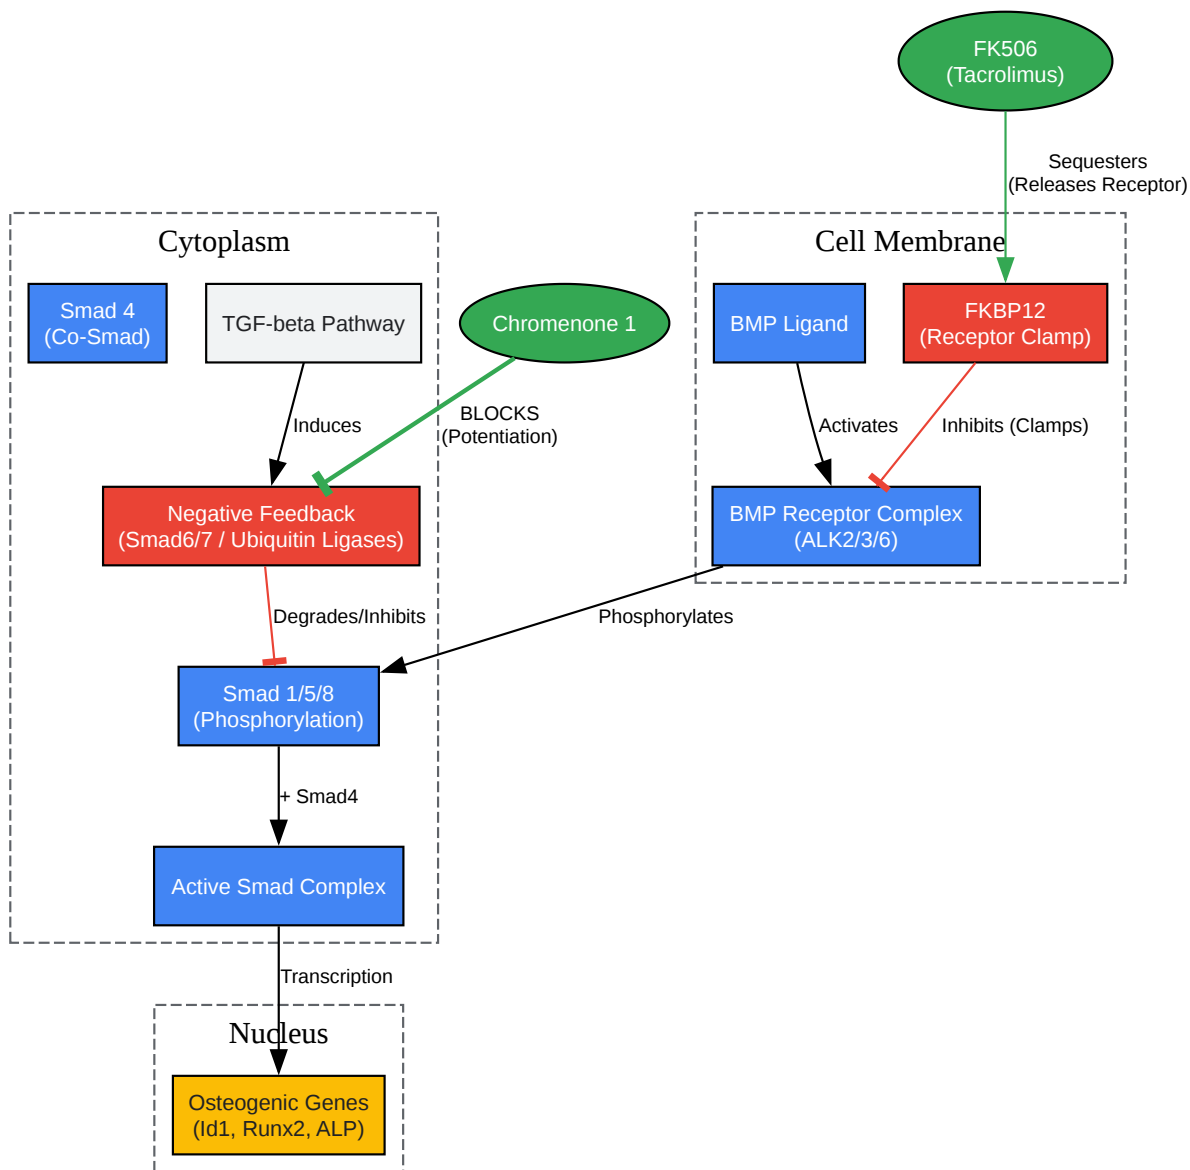 FK506
(Tacrolimus)
Sequesters
(Releases Receptor)
Cytoplasm
Cell Membrane
Smad 4
(Co-Smad)
TGF-beta Pathway
Chromenone 1
BMP Ligand
FKBP12
(Receptor Clamp)
Induces
BLOCKS
(Potentiation)
Activates
Inhibits (Clamps)
Negative Feedback
(Smad6/7 / Ubiquitin Ligases)
BMP Receptor Complex
(ALK2/3/6)
Degrades/Inhibits
Phosphorylates
Smad 1/5/8
(Phosphorylation)
+ Smad4
Active Smad Complex
Transcription
Nucleus
Osteogenic Genes
(Id1, Runx2, ALP)